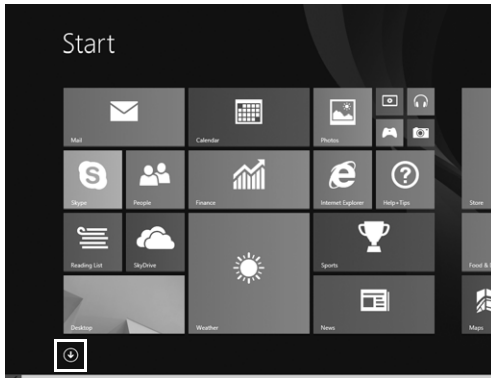 Start
Mail
Calendar
Photos
Skype
People
Finance
Internet Explorer
Help+Tips
Store
Reading List
SkyDrive
Weather
Sports
Food &
Desktop
News
Maps